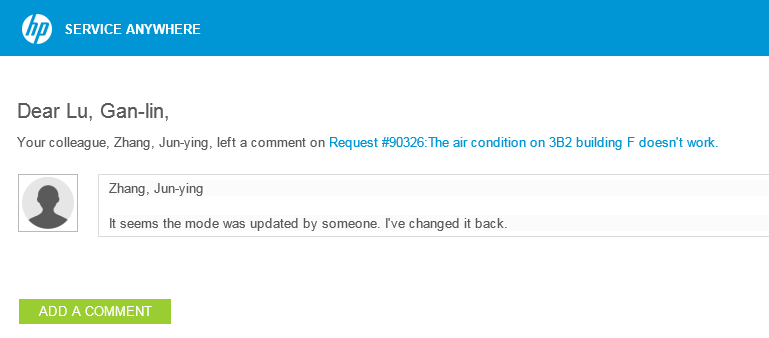 hp SERVICE ANYWHERE
Dear Lu, Gan-lin,
Your colleague, Zhang, Jun-ying, left a comment on Request #90326:The air condition on 3B2 building F doesn't work.
Zhang, Jun-ying
It seems the mode was updated by someone. I've changed it back.
ADD A COMMENT